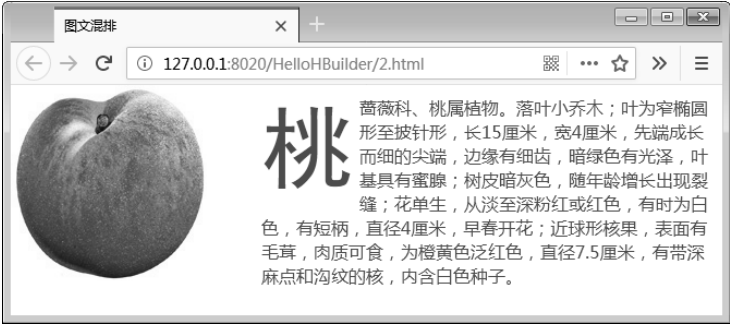 图文混排
127.0.0.1:8020/HelloHBuilder/2.html
桃
蔷薇科、桃属植物。落叶小乔木；叶为窄椭圆
形至披针形，长15厘米，宽4厘米，先端成长
而细的尖端，边缘有细齿，暗绿色有光泽，叶
基具有蜜腺；树皮暗灰色，随年龄增长出现裂
缝；花单生，从淡至深粉红或红色，有时为白
色，有短柄，直径4厘米，早春开花；近球形核果，表面有
毛茸，肉质可食，为橙黄色泛红色，直径7.5厘米，有带深
麻点和沟纹的核，内含白色种子。